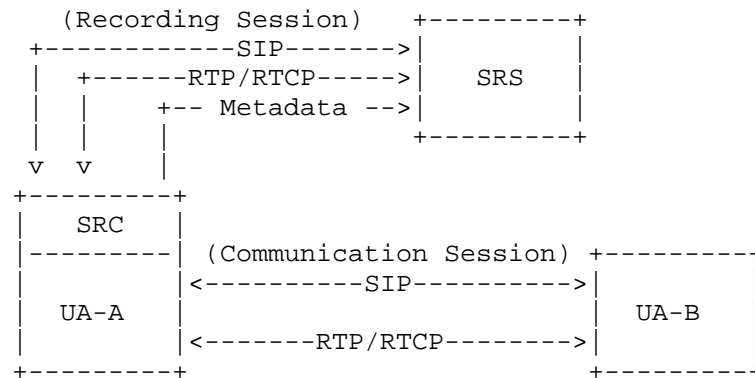 (Recording Session)
SIP
RTP/RTCP
SRS
Metadata
SRC
(Communication Session)
SIP
UA-A
UA-B
RTP/RTCP